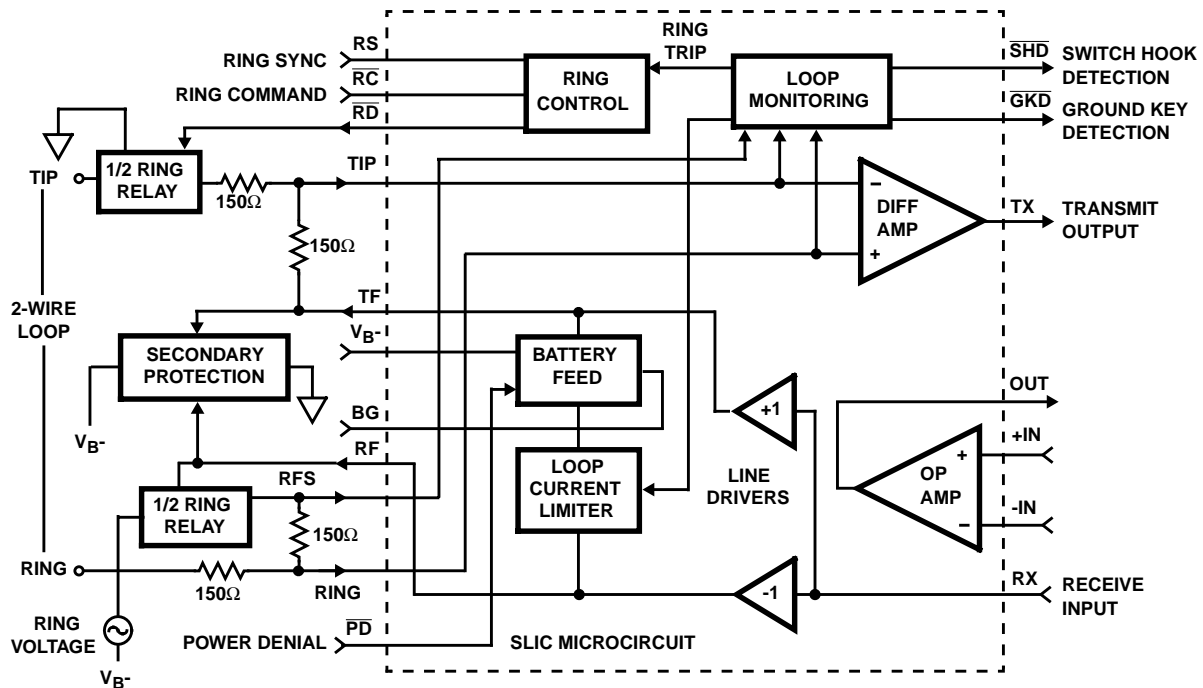 RS
RING SYNC
RC
RING COMMAND
RD
RING
TRIP
RING
CONTROL
LOOP
MONITORING
SHD
SWITCH HOOK
DETECTION
GKD
GROUND KEY
DETECTION
TIP
1/2 RING
RELAY
150Ω
TIP
150Ω
−
DIFF
AMP
+
TX
TRANSMIT
OUTPUT
2-WIRE
LOOP
TF
VB-
SECONDARY
PROTECTION
VB-
BATTERY
FEED
BG
RF
+1
OUT
+IN
+
OP
AMP
−
-IN
RFS
1/2 RING
RELAY
150Ω
LOOP
CURRENT
LIMITER
LINE
DRIVERS
RING
150Ω
RING
-1
RX
RECEIVE
INPUT
RING
VOLTAGE
VB-
POWER DENIAL
PD
SLIC MICROCIRCUIT